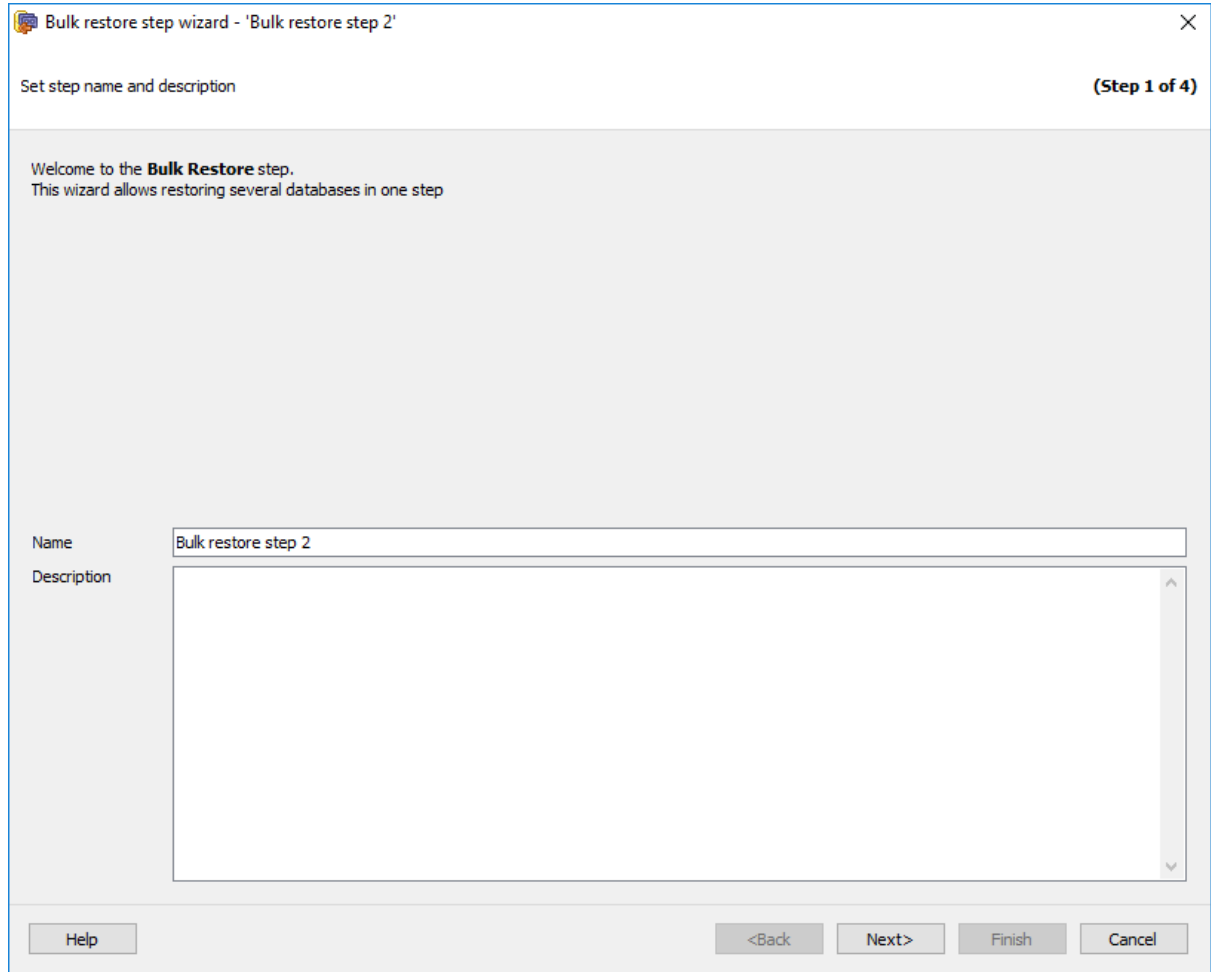 Bulk restore step wizard - 'Bulk restore step 2'
Set step name and description (Step 1 of 4)
Welcome to the Bulk Restore step.
This wizard allows restoring several databases in one step
Name Bulk restore step 2
Description
Help <Back Next> Finish Cancel